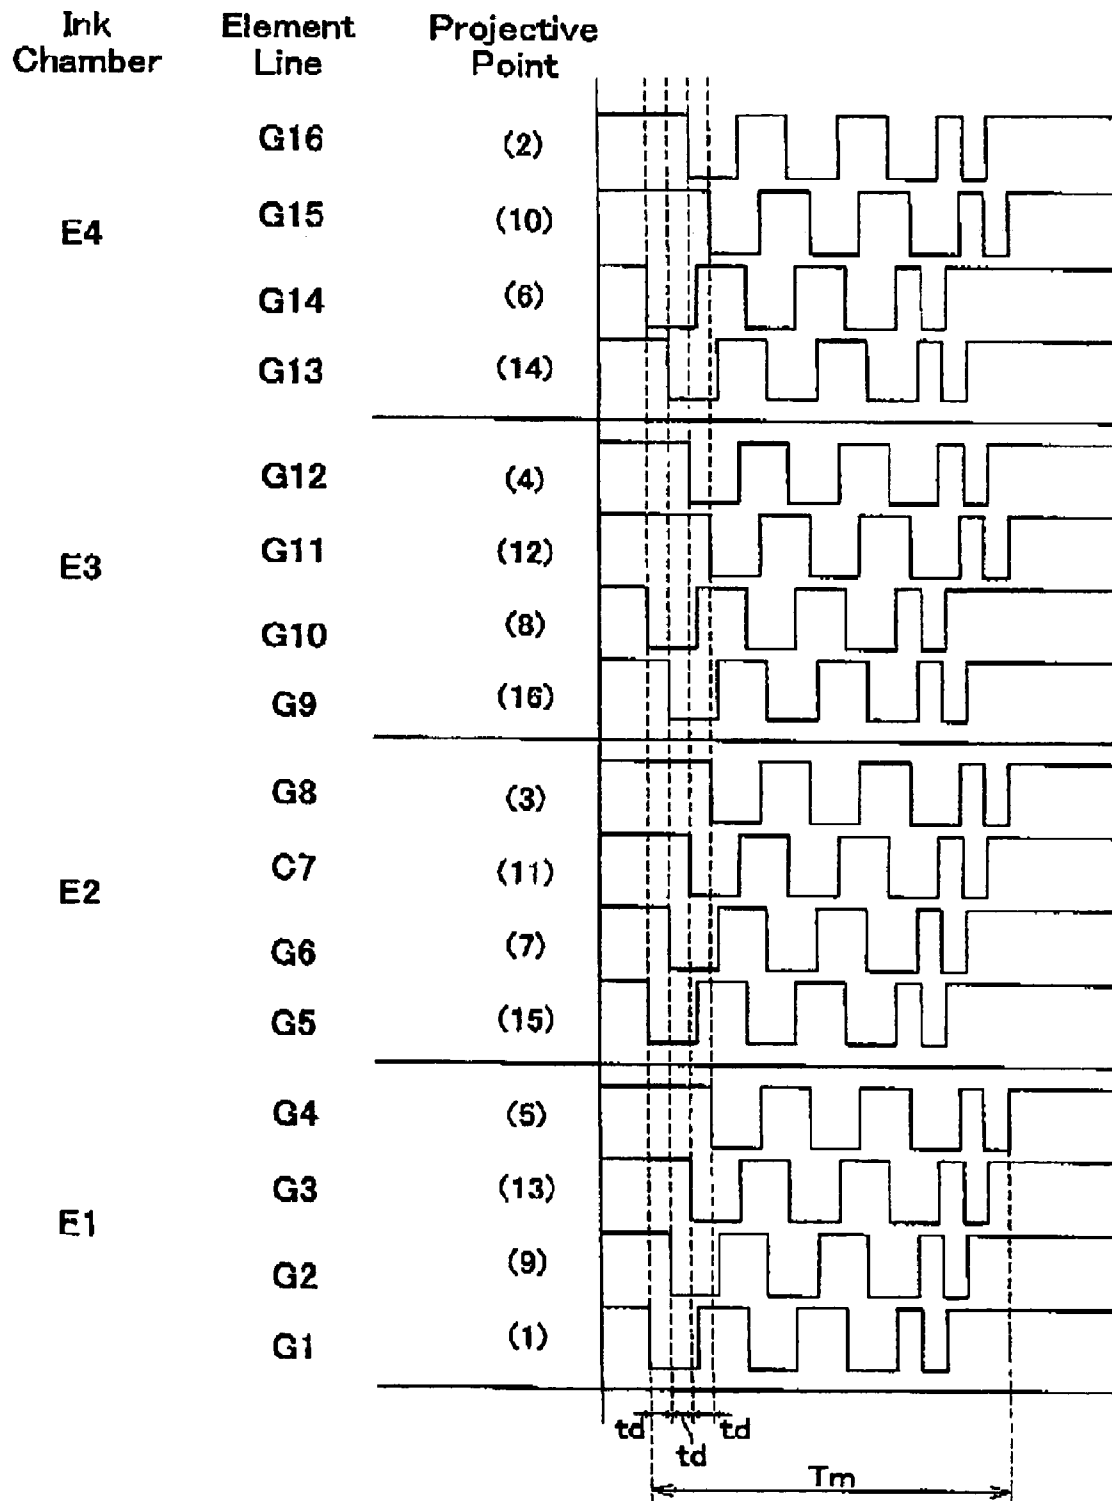 Ink Chamber Element Line Projective Point
G16 (2)
E4 G15 (10)
G14 (6)
G13 (14)
G12 (4)
E3 G11 (12)
G10 (8)
G9 (16)
G8 (3)
E2 C7 (11)
G6 (7)
G5 (15)
G4 (5)
E1 G3 (13)
G2 (9)
G1 (1)
td td td
Tm